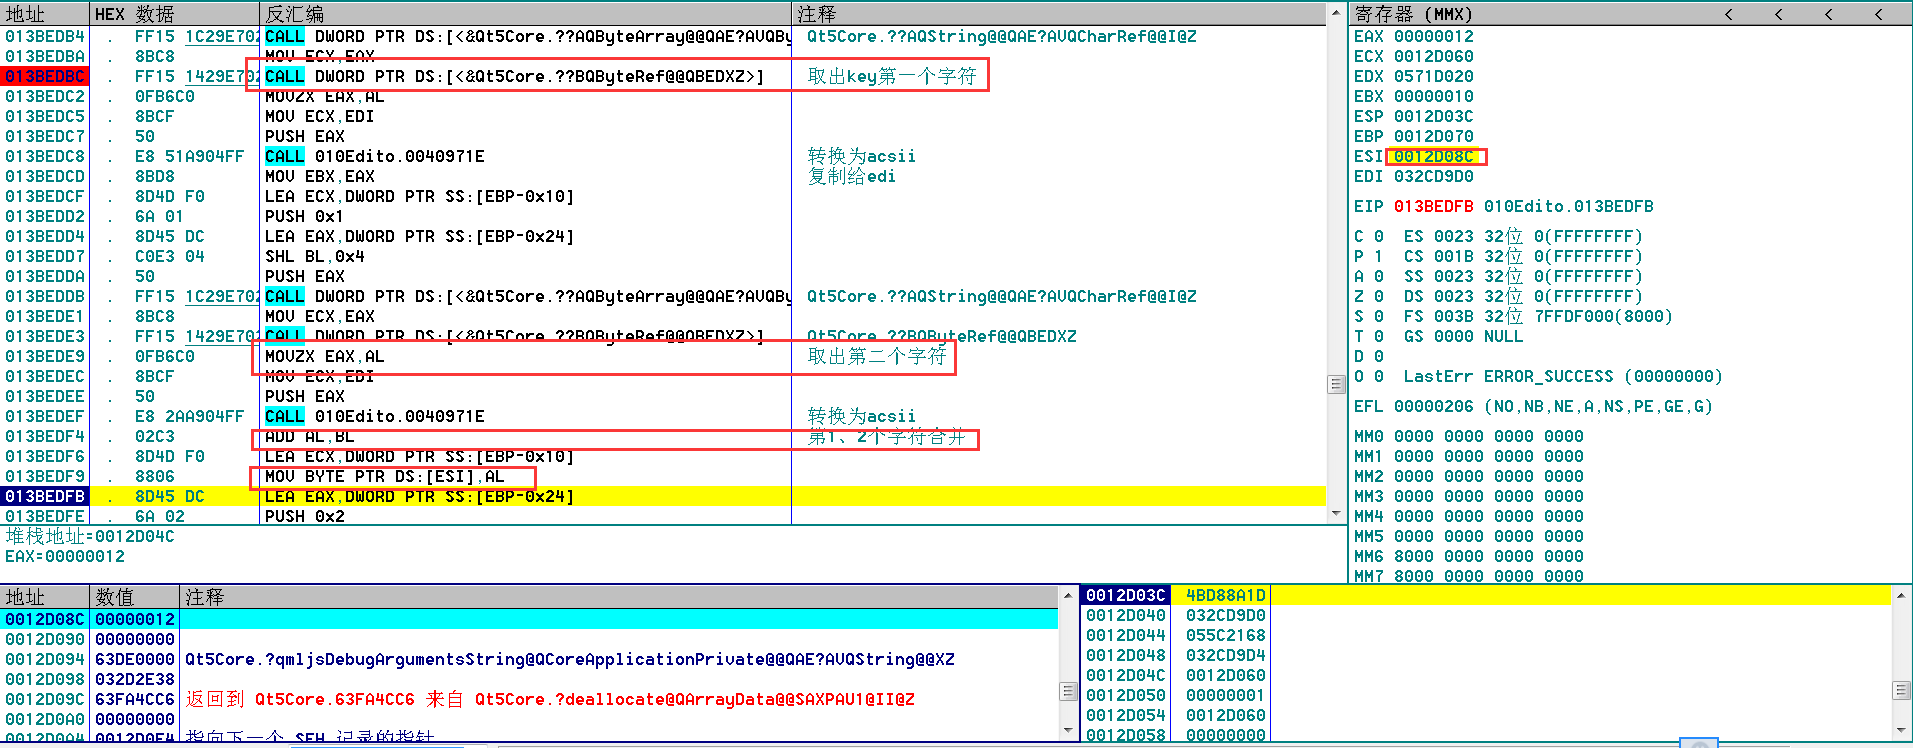 地址 HEX 数据 反汇编 注释
013BEDB4 . FF15 1C29E702 CALL DWORD PTR DS:[<&Qt5Core.??AQByteArray@@QAE?AVQBy Qt5Core.??AQString@@QAE?AVQCharRef@@I@Z
013BEDBA . 8BC8 MOV ECX,EAX
013BEDBC . FF15 1429E702 CALL DWORD PTR DS:[<&Qt5Core.??BQByteRef@@QBEDXZ>] 取出key第一个字符
013BEDC2 . 0FB6C0 MOVZX EAX,AL
013BEDC5 . 8BCF MOV ECX,EDI
013BEDC7 . 50 PUSH EAX
013BEDC8 . E8 51A904FF CALL 010Edito.0040971E 转换为acsii
013BEDCD . 8BD8 MOV EBX,EAX 复制给edi
013BEDCF . 8D4D F0 LEA ECX,DWORD PTR SS:[EBP-0x10]
013BEDD2 . 6A 01 PUSH 0x1
013BEDD4 . 8D45 DC LEA EAX,DWORD PTR SS:[EBP-0x24]
013BEDD7 . C0E3 04 SHL BL,0x4
013BEDDA . 50 PUSH EAX
013BEDDB . FF15 1C29E702 CALL DWORD PTR DS:[<&Qt5Core.??AQByteArray@@QAE?AVQBy Qt5Core.??AQString@@QAE?AVQCharRef@@I@Z
013BEDE1 . 8BC8 MOV ECX,EAX
013BEDE3 . FF15 1429E702 CALL DWORD PTR DS:[<&Qt5Core.??BQByteRef@@QBEDXZ>] Qt5Core.??BQByteRef@@QBEDXZ
013BEDE9 . 0FB6C0 MOVZX EAX,AL 取出第二个字符
013BEDEC . 8BCF MOV ECX,EDI
013BEDEE . 50 PUSH EAX
013BEDEF . E8 2AA904FF CALL 010Edito.0040971E 转换为acsii
013BEDF4 . 02C3 ADD AL,BL 第1、2个字符合并
013BEDF6 . 8D4D F0 LEA ECX,DWORD PTR SS:[EBP-0x10]
013BEDF9 . 8806 MOV BYTE PTR DS:[ESI],AL
013BEDFB . 8D45 DC LEA EAX,DWORD PTR SS:[EBP-0x24]
013BEDFE . 6A 02 PUSH 0x2
堆栈地址=0012D04C
EAX=00000012
寄存器 (MMX) < < < <
EAX 00000012
ECX 0012D060
EDX 0571D020
EBX 00000010
ESP 0012D03C
EBP 0012D070
ESI 0012D08C
EDI 032CD9D0
EIP 013BEDFB 010Edito.013BEDFB
C 0 ES 0023 32位 0(FFFFFFFF)
P 1 CS 001B 32位 0(FFFFFFFF)
A 0 SS 0023 32位 0(FFFFFFFF)
Z 0 DS 0023 32位 0(FFFFFFFF)
S 0 FS 003B 32位 7FFDF000(8000)
T 0 GS 0000 NULL
D 0
O 0 LastErr ERROR_SUCCESS (00000000)
EFL 00000206 (NO,NB,NE,A,NS,PE,GE,G)
MM0 0000 0000 0000 0000
MM1 0000 0000 0000 0000
MM2 0000 0000 0000 0000
MM3 0000 0000 0000 0000
MM4 0000 0000 0000 0000
MM5 0000 0000 0000 0000
MM6 8000 0000 0000 0000
MM7 8000 0000 0000 0000
地址 数值 注释
0012D08C 00000012
0012D090 00000000
0012D094 63DE0000 Qt5Core.?qmljsDebugArgumentsString@QCoreApplicationPrivate@@QAE?AVQString@@XZ
0012D098 032D2E38
0012D09C 63FA4CC6 返回到 Qt5Core.63FA4CC6 来自 Qt5Core.?deallocate@QArrayData@@SAXPAU1@II@Z
0012D0A0 00000000
0012D0A4 0012D0E4 指向下一个 SEH 记录的指针
0012D03C 4BD88A1D
0012D040 032CD9D0
0012D044 055C2168
0012D048 032CD9D4
0012D04C 0012D060
0012D050 00000001
0012D054 0012D060
0012D058 00000000